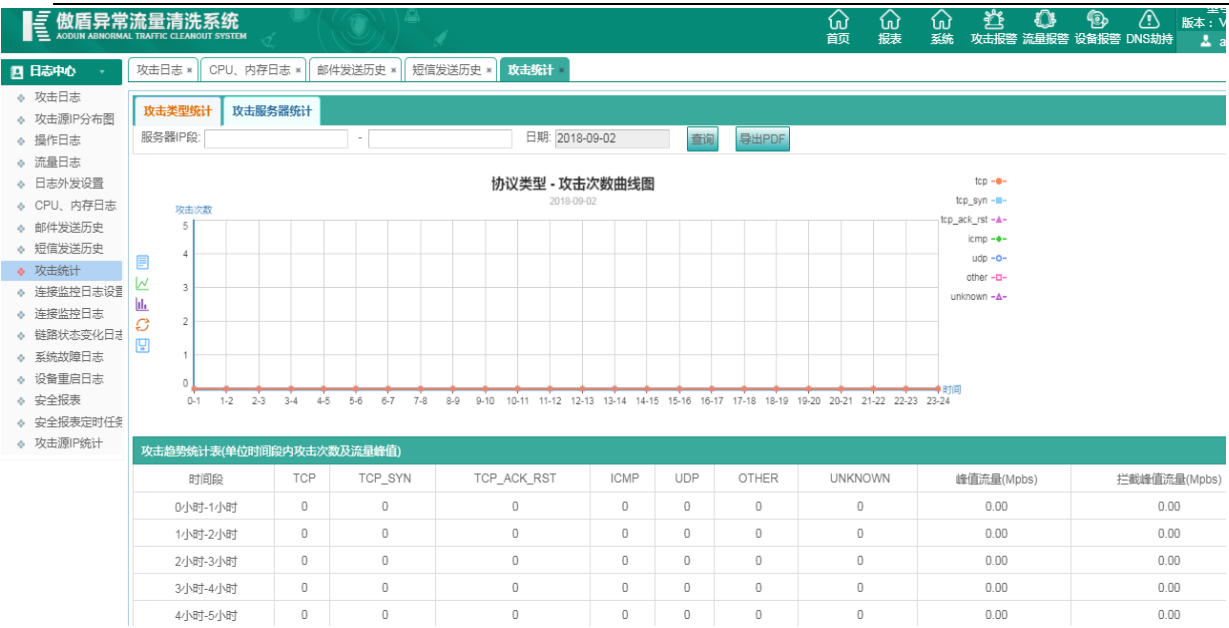 傲盾异常流量清洗系统
AODUN ABNORMAL TRAFFIC CLEANOUT SYSTEM
首页 报表 系统 攻击报警 流量报警 设备报警 DNS劫持
版本：V
a
日志中心
攻击日志 × CPU、内存日志 × 邮件发送历史 × 短信发送历史 × 攻击统计 ×
攻击日志
攻击源IP分布图
操作日志
流量日志
日志外发设置
CPU、内存日志
邮件发送历史
短信发送历史
攻击统计
连接监控日志设置
连接监控日志
链路状态变化日志
系统故障日志
设备重启日志
安全报表
安全报表定时任务
攻击源IP统计
攻击类型统计 攻击服务器统计
服务器IP段: - 日期: 2018-09-02 查询 导出PDF
协议类型 - 攻击次数曲线图
2018-09-02
tcp
tcp_syn
tcp_ack_rst
icmp
udp
other
unknown
攻击次数
5
4
3
2
1
0
时间
0-1 1-2 2-3 3-4 4-5 5-6 6-7 7-8 8-9 9-10 10-11 11-12 12-13 13-14 14-15 15-16 16-17 17-18 18-19 19-20 20-21 21-22 22-23 23-24
攻击趋势统计表(单位时间段内攻击次数及流量峰值)
时间段 TCP TCP_SYN TCP_ACK_RST ICMP UDP OTHER UNKNOWN 峰值流量(Mpbs) 拦截峰值流量(Mpbs)
0小时-1小时 0 0 0 0 0 0 0 0.00 0.00
1小时-2小时 0 0 0 0 0 0 0 0.00 0.00
2小时-3小时 0 0 0 0 0 0 0 0.00 0.00
3小时-4小时 0 0 0 0 0 0 0 0.00 0.00
4小时-5小时 0 0 0 0 0 0 0 0.00 0.00